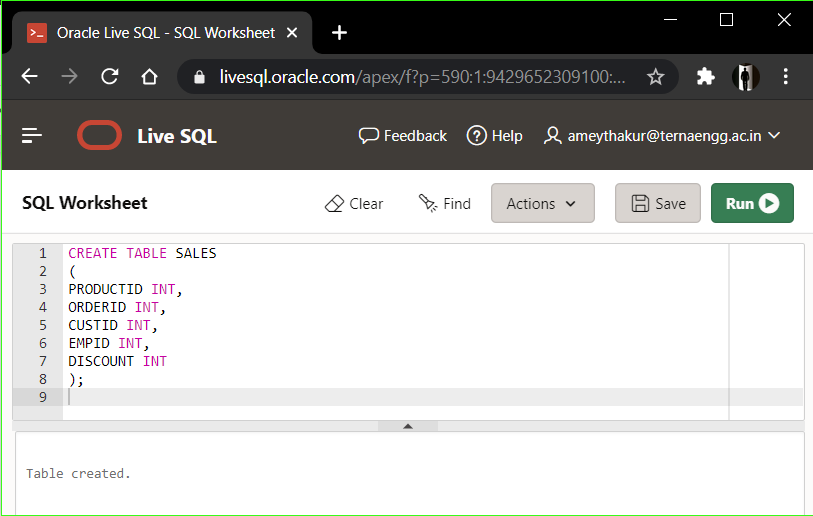 Oracle Live SQL - SQL Worksheet
livesql.oracle.com/apex/f?p=590:1:9429652309100:...
Live SQL Feedback Help ameythakur@ternaengg.ac.in
SQL Worksheet Clear Find Actions Save Run
1 CREATE TABLE SALES
2 (
3 PRODUCTID INT,
4 ORDERID INT,
5 CUSTID INT,
6 EMPID INT,
7 DISCOUNT INT
8 );
9
Table created.